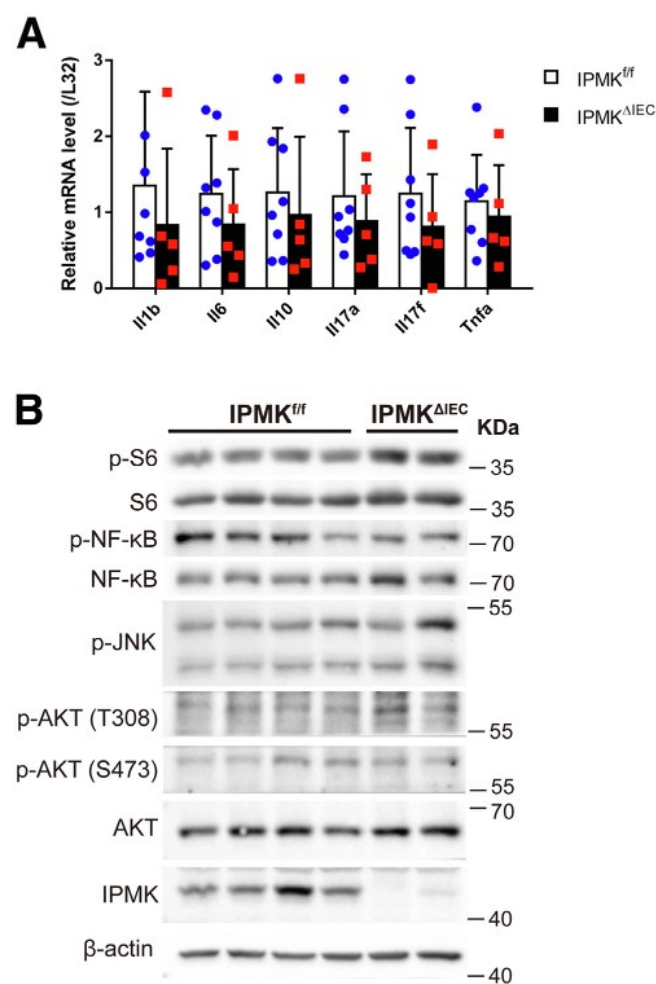 A
Relative mRNA level (/L32)
3
2
1
0
Il1b
Il6
Il10
Il17a
Il17f
Tnfa
IPMKf/f
IPMKΔIEC
B
IPMKf/f IPMKΔIEC KDa
p-S6 35
S6 35
p-NF-κB 70
NF-κB 70
55
p-JNK
p-AKT (T308) 55
p-AKT (S473) 55
70
AKT
IPMK 40
β-actin 40